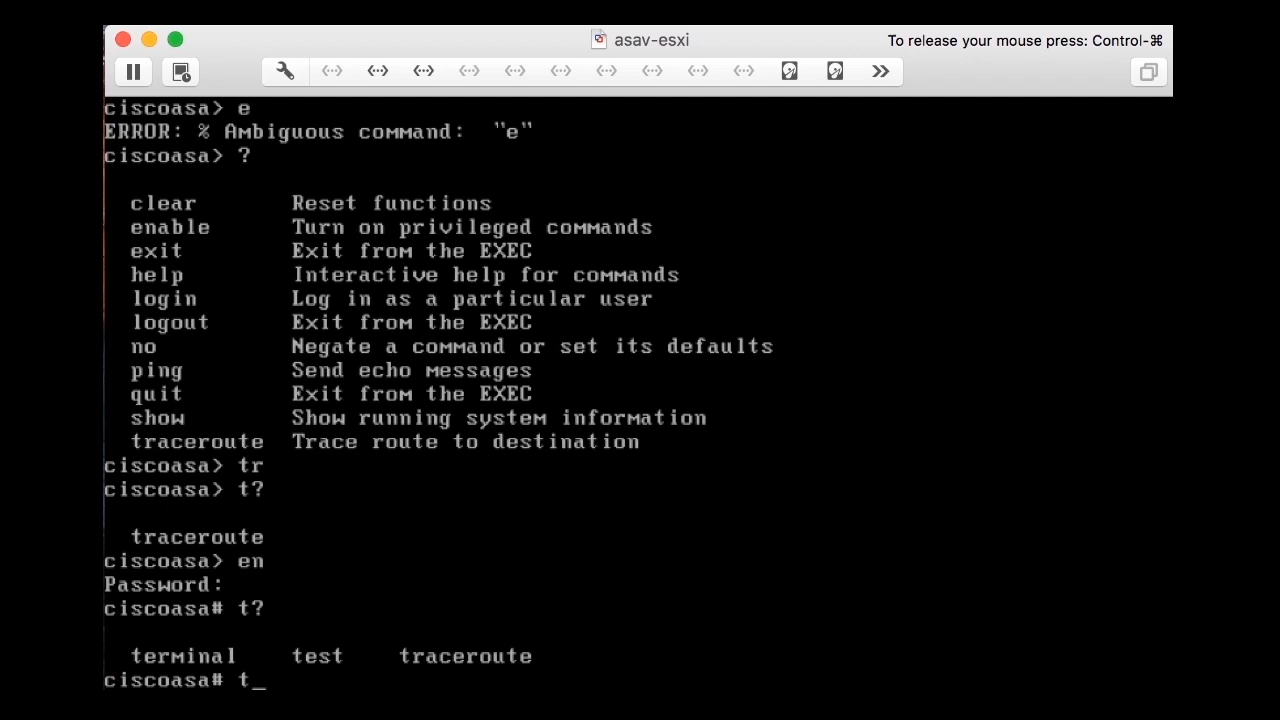 asav-esxi
To release your mouse press: Control-⌘
ciscoasa> e
ERROR: % Ambiguous command:  "e"
ciscoasa> ?
clear Reset functions
enable Turn on privileged commands
exit Exit from the EXEC
help Interactive help for commands
login Log in as a particular user
logout Exit from the EXEC
no Negate a command or set its defaults
ping Send echo messages
quit Exit from the EXEC
show Show running system information
traceroute Trace route to destination
ciscoasa> tr
ciscoasa> t?
traceroute
ciscoasa> en
Password:
ciscoasa# t?
terminal test traceroute
ciscoasa# t_